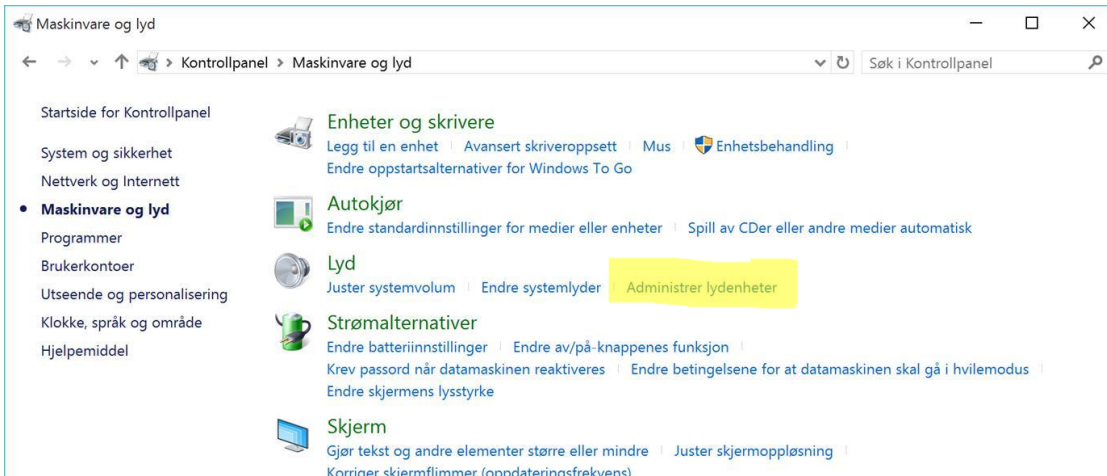 Maskinvare og lyd
Kontrollpanel > Maskinvare og lyd
Søk i Kontrollpanel
Startside for Kontrollpanel
System og sikkerhet
Nettverk og Internett
Maskinvare og lyd
Programmer
Brukerkontoer
Utseende og personalisering
Klokke, språk og område
Hjelpemiddel
Enheter og skrivere
Legg til en enhet | Avansert skriveroppsett | Mus | Enhetsbehandling |
Endre oppstartsalternativer for Windows To Go
Autokjør
Endre standardinnstillinger for medier eller enheter | Spill av CDer eller andre medier automatisk
Lyd
Juster systemvolum | Endre systemlyder | Administrer lydenheter
Strømalternativer
Endre batteriinnstillinger | Endre av/på-knappenes funksjon |
Krev passord når datamaskinen reaktiveres | Endre betingelsene for at datamaskinen skal gå i hvilemodus |
Endre skjermens lysstyrke
Skjerm
Gjør tekst og andre elementer større eller mindre | Juster skjermoppløsning |
Korriger skjermflimmer (oppdateringsfrekvens)